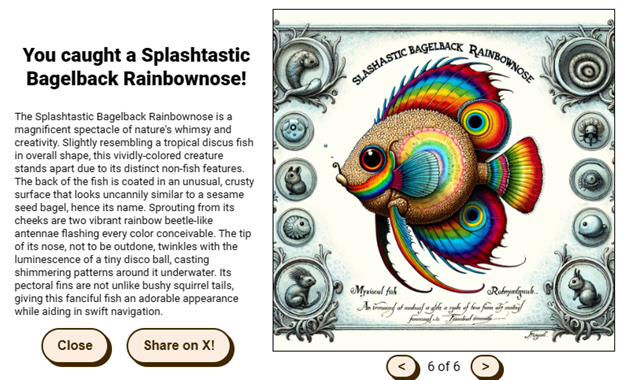 You caught a Splashtastic
Bagelback Rainbownose!
The Splashtastic Bagelback Rainbownose is a
magnificent spectacle of nature's whimsy and
creativity. Slightly resembling a tropical discus fish
in overall shape, this vividly-colored creature
stands apart due to its distinct non-fish features.
The back of the fish is coated in an unusual, crusty
surface that looks uncannily similar to a sesame
seed bagel, hence its name. Sprouting from its
cheeks are two vibrant rainbow beetle-like
antennae flashing every color conceivable. The tip
of its nose, not to be outdone, twinkles with the
luminescence of a tiny disco ball, casting
shimmering patterns around it underwater. Its
pectoral fins are not unlike bushy squirrel tails,
giving this fanciful fish an adorable appearance
while aiding in swift navigation.
Close
Share on X!
SLASHASTIC BAGELBACK RAINBOWNOSE
fish
<
6 of 6
>